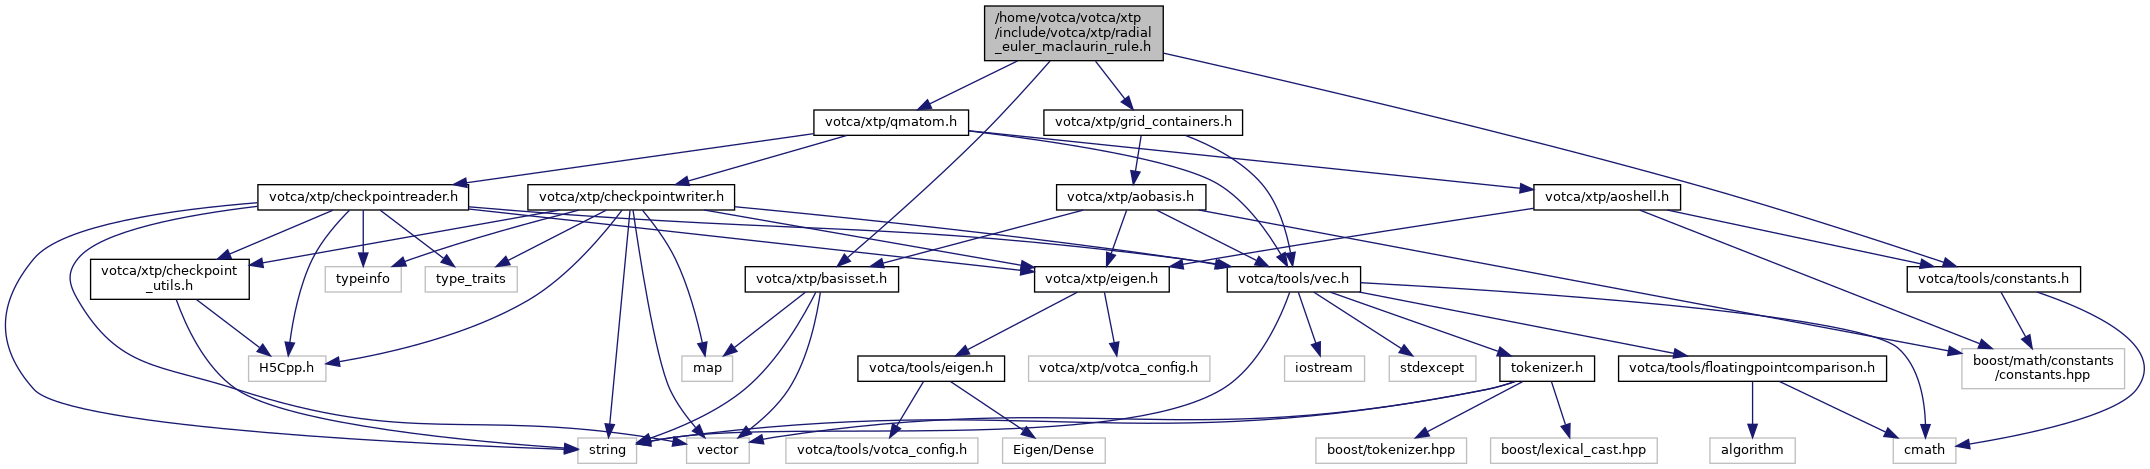 /home/votca/votca/xtp
/include/votca/xtp/radial
_euler_maclaurin_rule.h
votca/xtp/qmatom.h
votca/xtp/grid_containers.h
votca/xtp/checkpointreader.h
votca/xtp/checkpointwriter.h
votca/xtp/aobasis.h
votca/xtp/aoshell.h
votca/xtp/checkpoint
_utils.h
typeinfo
type_traits
votca/xtp/basisset.h
votca/xtp/eigen.h
votca/tools/vec.h
votca/tools/constants.h
H5Cpp.h
map
votca/tools/eigen.h
votca/xtp/votca_config.h
iostream
stdexcept
tokenizer.h
votca/tools/floatingpointcomparison.h
boost/math/constants
/constants.hpp
string
vector
votca/tools/votca_config.h
Eigen/Dense
boost/tokenizer.hpp
boost/lexical_cast.hpp
algorithm
cmath